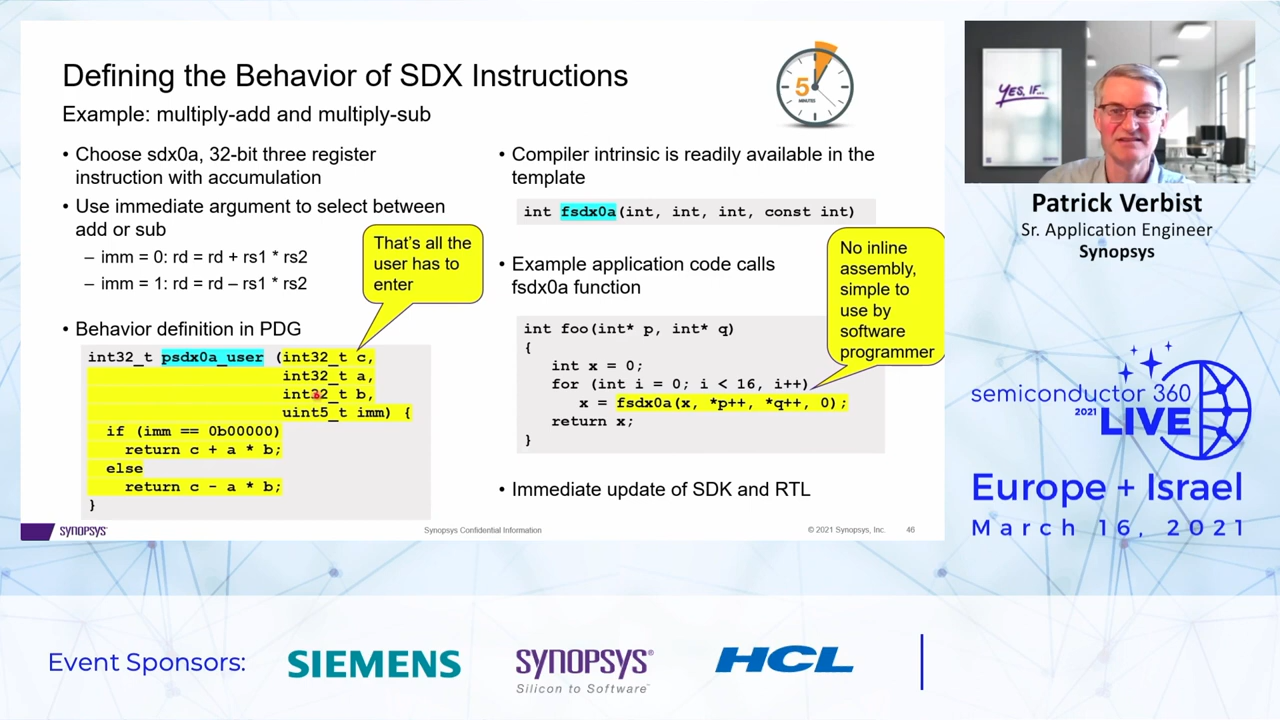 Defining the Behavior of SDX Instructions
5
MINUTES
Example: multiply-add and multiply-sub
• Choose sdx0a, 32-bit three register
instruction with accumulation
• Use immediate argument to select between
add or sub
– imm = 0: rd = rd + rs1 * rs2
– imm = 1: rd = rd – rs1 * rs2
That's all the
user has to
enter
• Behavior definition in PDG
int32_t psdx0a_user (int32_t c,
int32_t a,
int32_t b,
uint5_t imm) {
if (imm == 0b00000)
return c + a * b;
else
return c - a * b;
}
• Compiler intrinsic is readily available in the
template
int fsdx0a(int, int, int, const int)
• Example application code calls
fsdx0a function
No inline
assembly,
simple to
use by
software
programmer
int foo(int* p, int* q)
{
int x = 0;
for (int i = 0; i < 16, i++)
x = fsdx0a(x, *p++, *q++, 0);
return x;
}
• Immediate update of SDK and RTL
SYNOPSYS
Synopsys Confidential Information
© 2021 Synopsys, Inc.
46
YES, IF...
Patrick Verbist
Sr. Application Engineer
Synopsys
semiconductor 360
2021 LIVE
Europe + Israel
March 16, 2021
Event Sponsors:
SIEMENS
SYNOPSYS®
Silicon to Software™
HCL